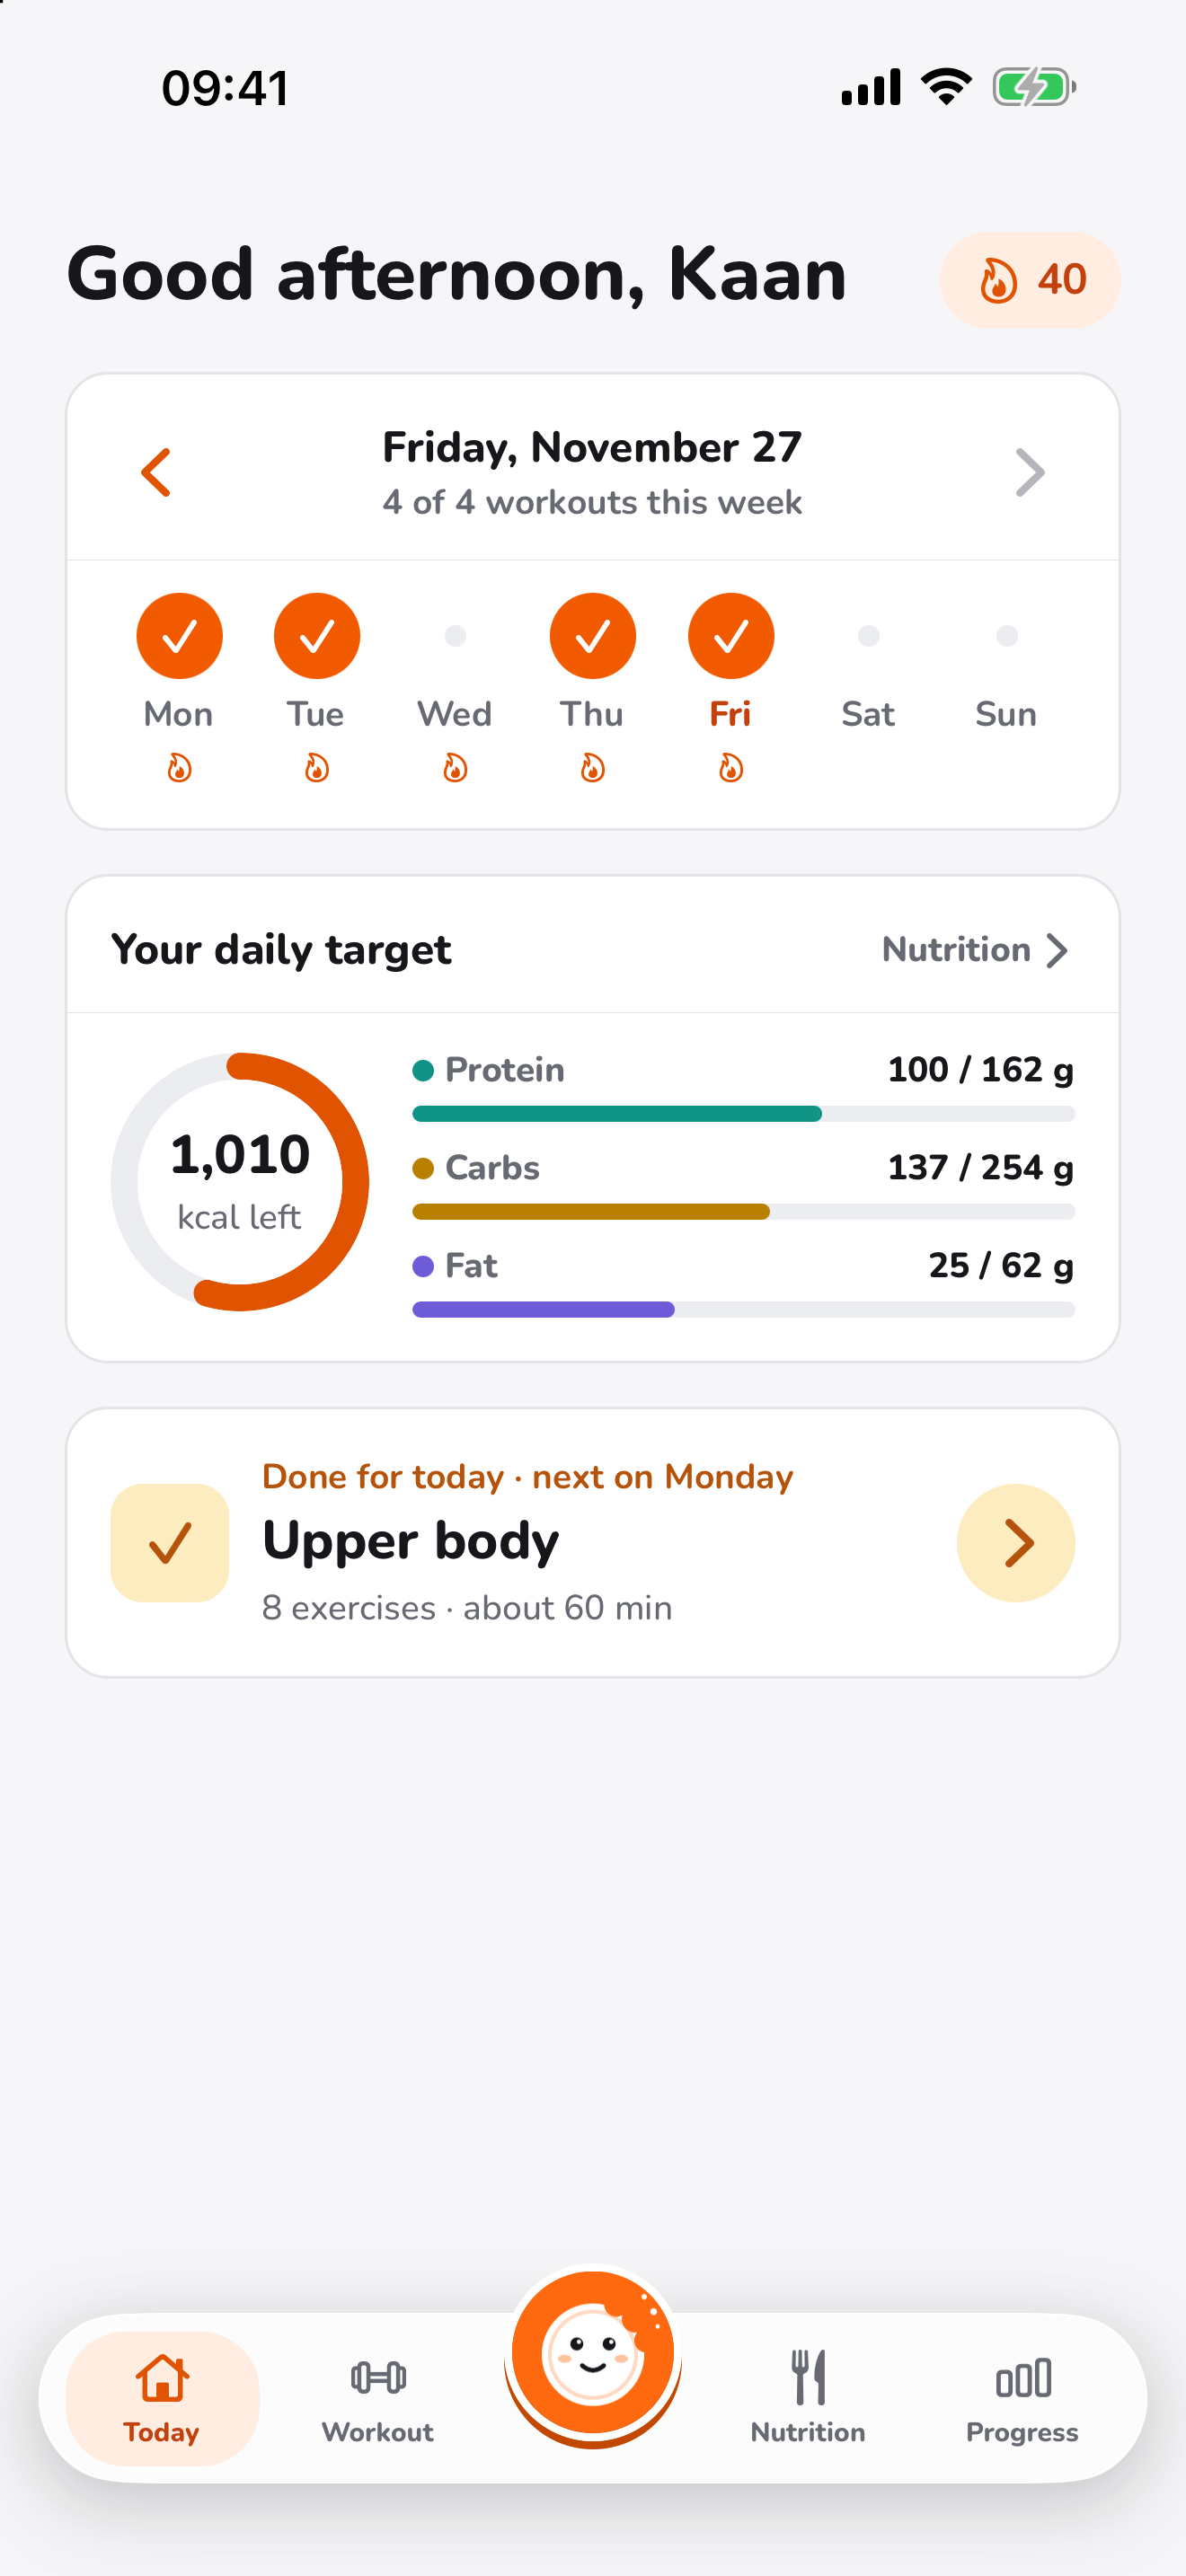 09:41
Good afternoon, Kaan
40
Friday, November 27
4 of 4 workouts this week
Mon Tue Wed Thu Fri Sat Sun
Your daily target
Nutrition
1,010
kcal left
Protein 100 / 162 g
Carbs 137 / 254 g
Fat 25 / 62 g
Done for today · next on Monday
Upper body
8 exercises · about 60 min
Today Workout Nutrition Progress